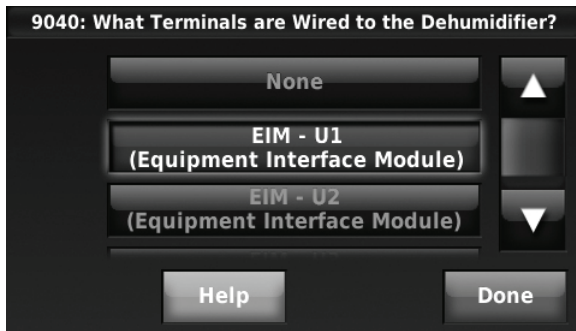 9040: What Terminals are Wired to the Dehumidifier?
None
EIM - U1
(Equipment Interface Module)
EIM - U2
(Equipment Interface Module)
Help
Done